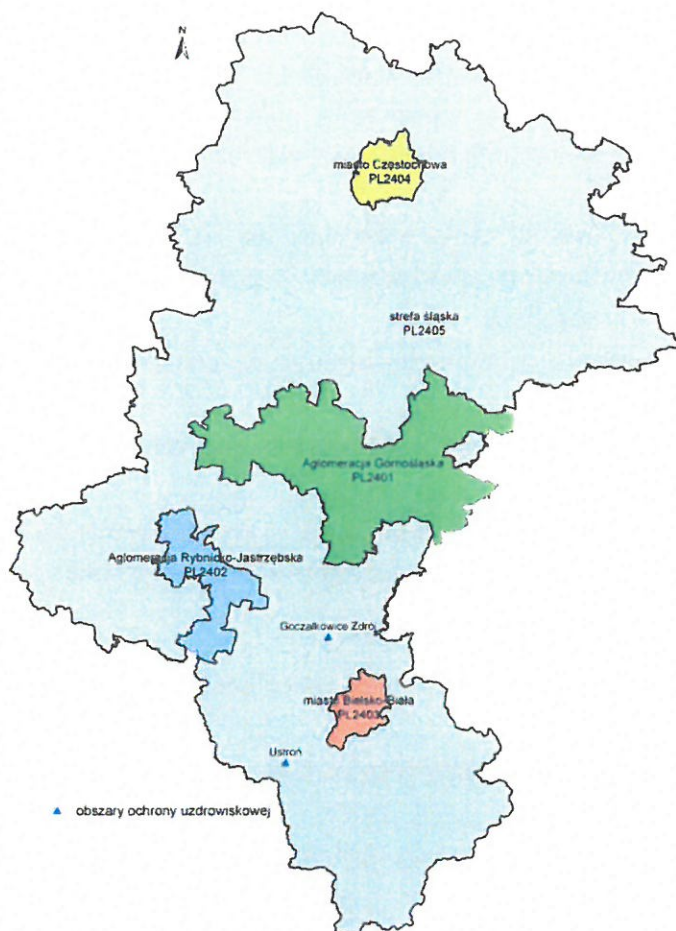 N
miasto Częstochowa
PL2404
strefa śląska
PL2405
Aglomeracja Górnośląska
PL2401
Aglomeracja Rybnicko-Jastrzębska
PL2402
Goczałkowice Zdrój
miasto Bielsko-Biała
PL2403
Ustroń
obszary ochrony uzdrowiskowej